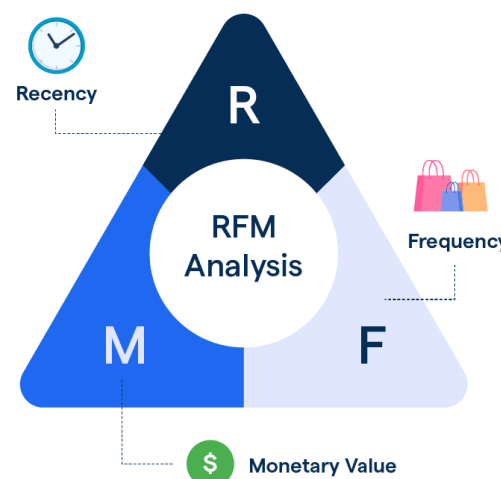 Recency
R
RFM
Analysis
Frequency
M
F
$
Monetary Value